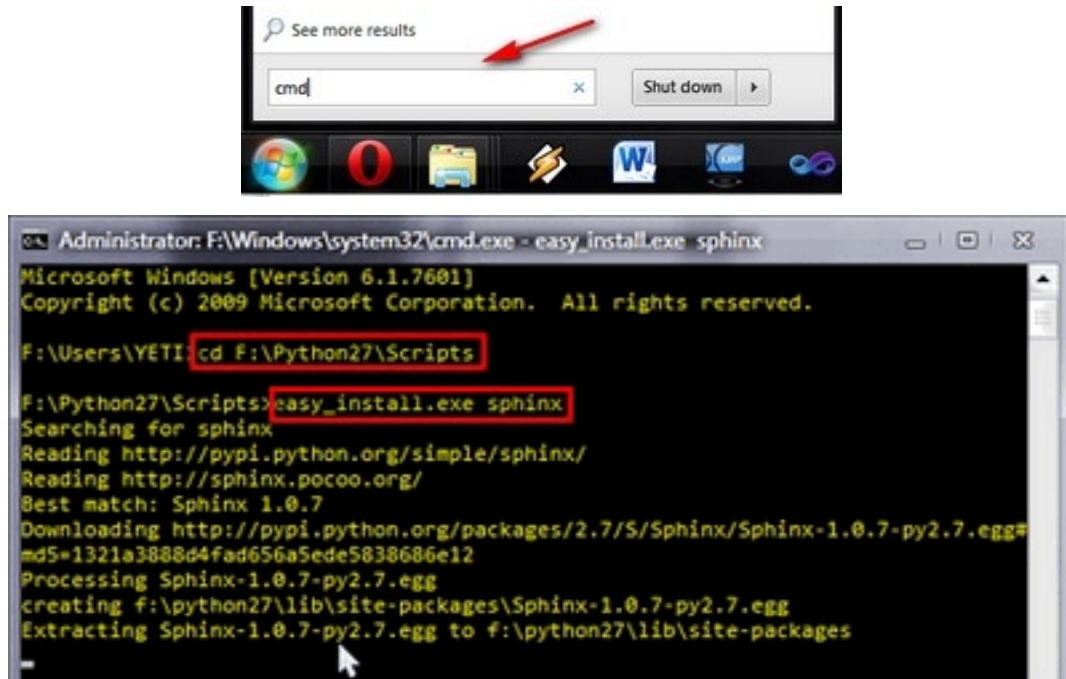 See more results
cmd
Shut down
W
Administrator: F:\Windows\system32\cmd.exe - easy_install.exe sphinx
Microsoft Windows [Version 6.1.7601]
Copyright (c) 2009 Microsoft Corporation. All rights reserved.
F:\Users\YETI>cd F:\Python27\Scripts
F:\Python27\Scripts>easy_install.exe sphinx
Searching for sphinx
Reading http://pypi.python.org/simple/sphinx/
Reading http://sphinx.pocoo.org/
Best match: Sphinx 1.0.7
Downloading http://pypi.python.org/packages/2.7/S/Sphinx/Sphinx-1.0.7-py2.7.egg#
md5=1321a3888d4fad656a5ede5838686e12
Processing Sphinx-1.0.7-py2.7.egg
creating f:\python27\lib\site-packages\Sphinx-1.0.7-py2.7.egg
Extracting Sphinx-1.0.7-py2.7.egg to f:\python27\lib\site-packages